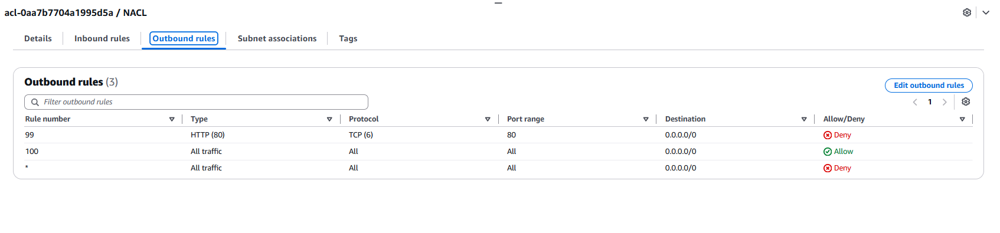 acl-0aa7b7704a1995d5a / NACL
Details Inbound rules Outbound rules Subnet associations Tags
Outbound rules (3)
Edit outbound rules
Filter outbound rules
1
Rule number Type Protocol Port range Destination Allow/Deny
99 HTTP (80) TCP (6) 80 0.0.0.0/0 Deny
100 All traffic All All 0.0.0.0/0 Allow
* All traffic All All 0.0.0.0/0 Deny